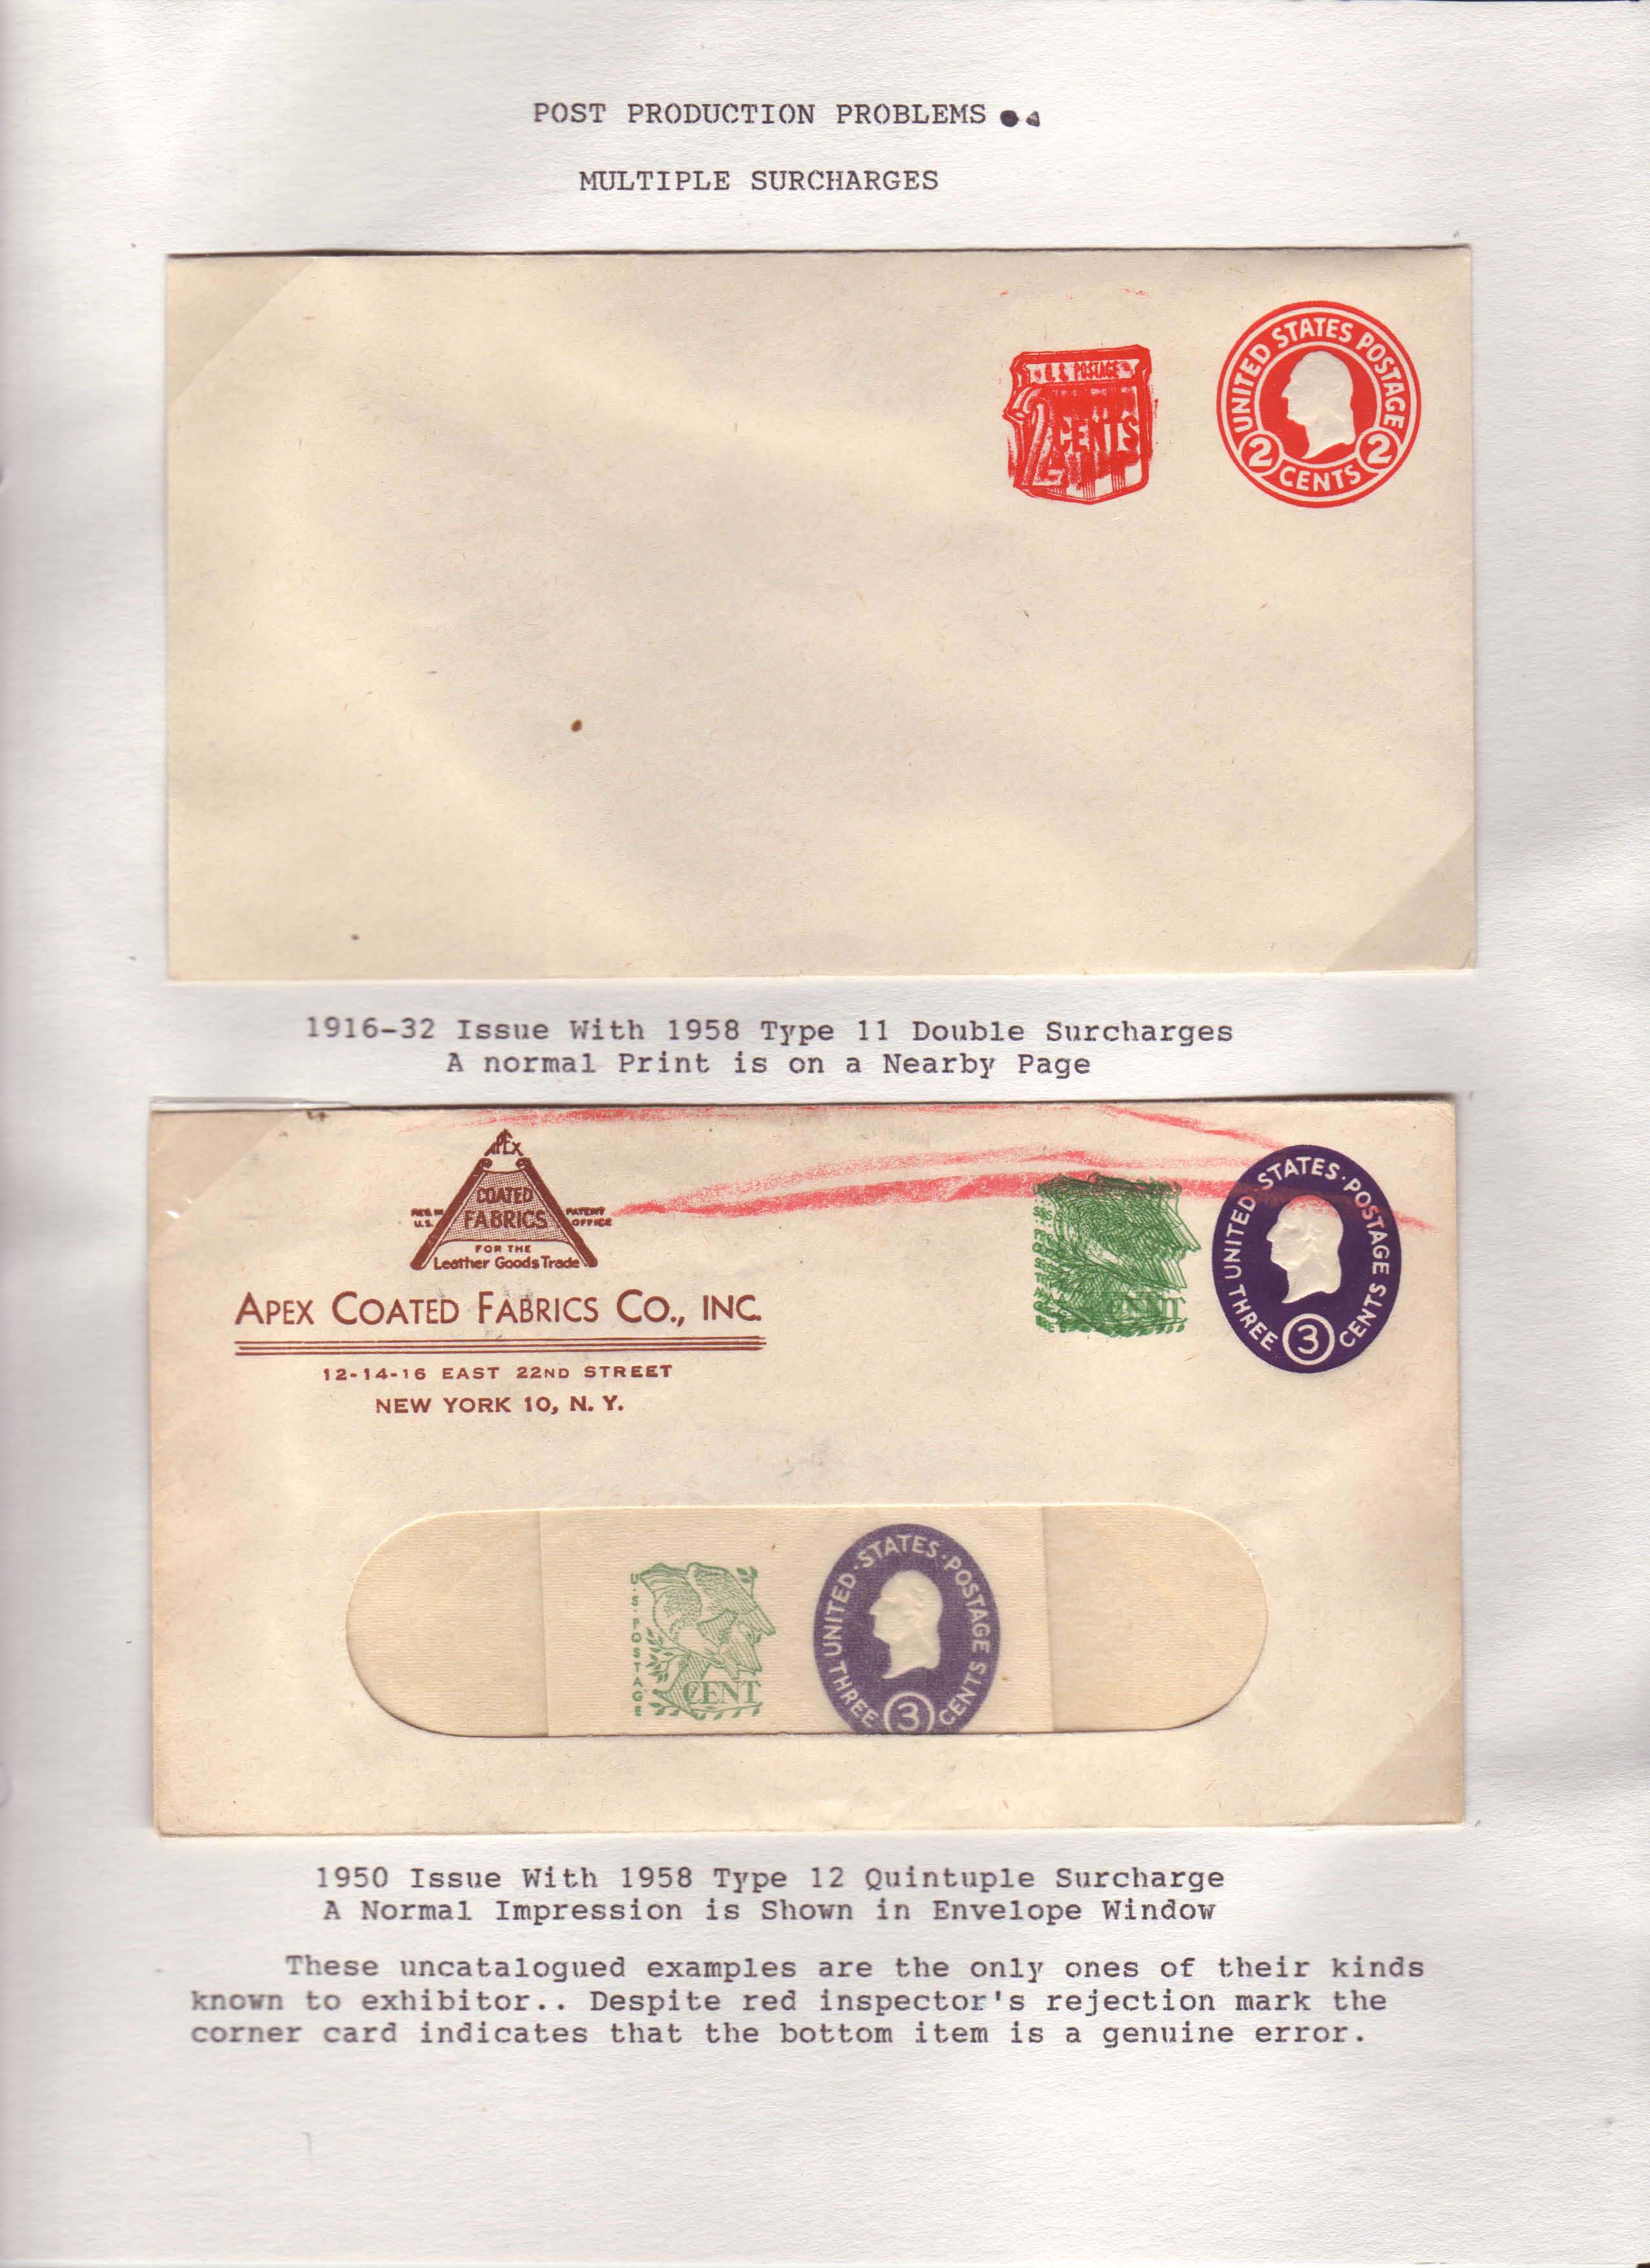 POST PRODUCTION PROBLEMS
MULTIPLE SURCHARGES
U.S. POSTAGE
2 CENTS
UNITED STATES POSTAGE
2 CENTS 2
1916-32 Issue With 1958 Type 11 Double Surcharges
A normal Print is on a Nearby Page
APEX
COATED
FABRICS
REG. IN U.S. PATENT OFFICE
FOR THE
Leather Goods Trade
APEX COATED FABRICS CO., INC.
12-14-16 EAST 22ND STREET
NEW YORK 10, N. Y.
CENT
UNITED·STATES·POSTAGE
THREE 3 CENTS
U·S·POSTAGE
CENT
UNITED·STATES·POSTAGE
THREE 3 CENTS
1950 Issue With 1958 Type 12 Quintuple Surcharge
A Normal Impression is Shown in Envelope Window
These uncatalogued examples are the only ones of their kinds
known to exhibitor.. Despite red inspector's rejection mark the
corner card indicates that the bottom item is a genuine error.